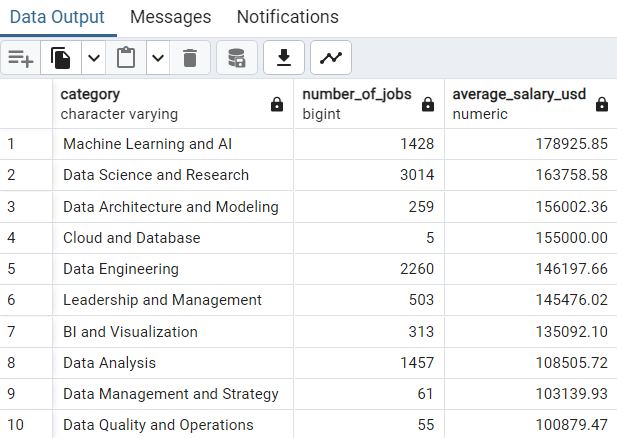 Data Output Messages Notifications
category number_of_jobs average_salary_usd
character varying bigint numeric
1 Machine Learning and AI 1428 178925.85
2 Data Science and Research 3014 163758.58
3 Data Architecture and Modeling 259 156002.36
4 Cloud and Database 5 155000.00
5 Data Engineering 2260 146197.66
6 Leadership and Management 503 145476.02
7 BI and Visualization 313 135092.10
8 Data Analysis 1457 108505.72
9 Data Management and Strategy 61 103139.93
10 Data Quality and Operations 55 100879.47